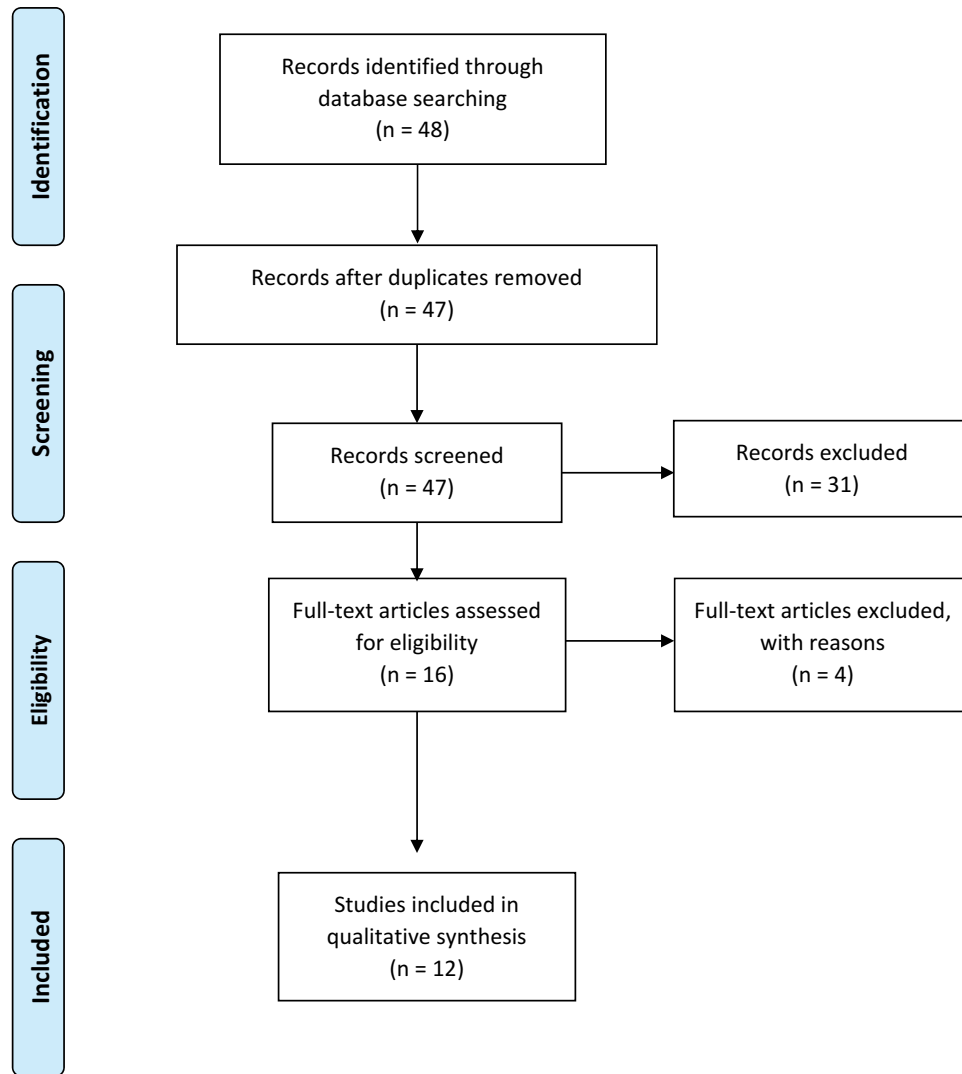 Identification
Records identified through
database searching
(n = 48)
Records after duplicates removed
(n = 47)
Screening
Records screened
(n = 47)
Records excluded
(n = 31)
Eligibility
Full-text articles assessed
for eligibility
(n = 16)
Full-text articles excluded,
with reasons
(n = 4)
Included
Studies included in
qualitative synthesis
(n = 12)